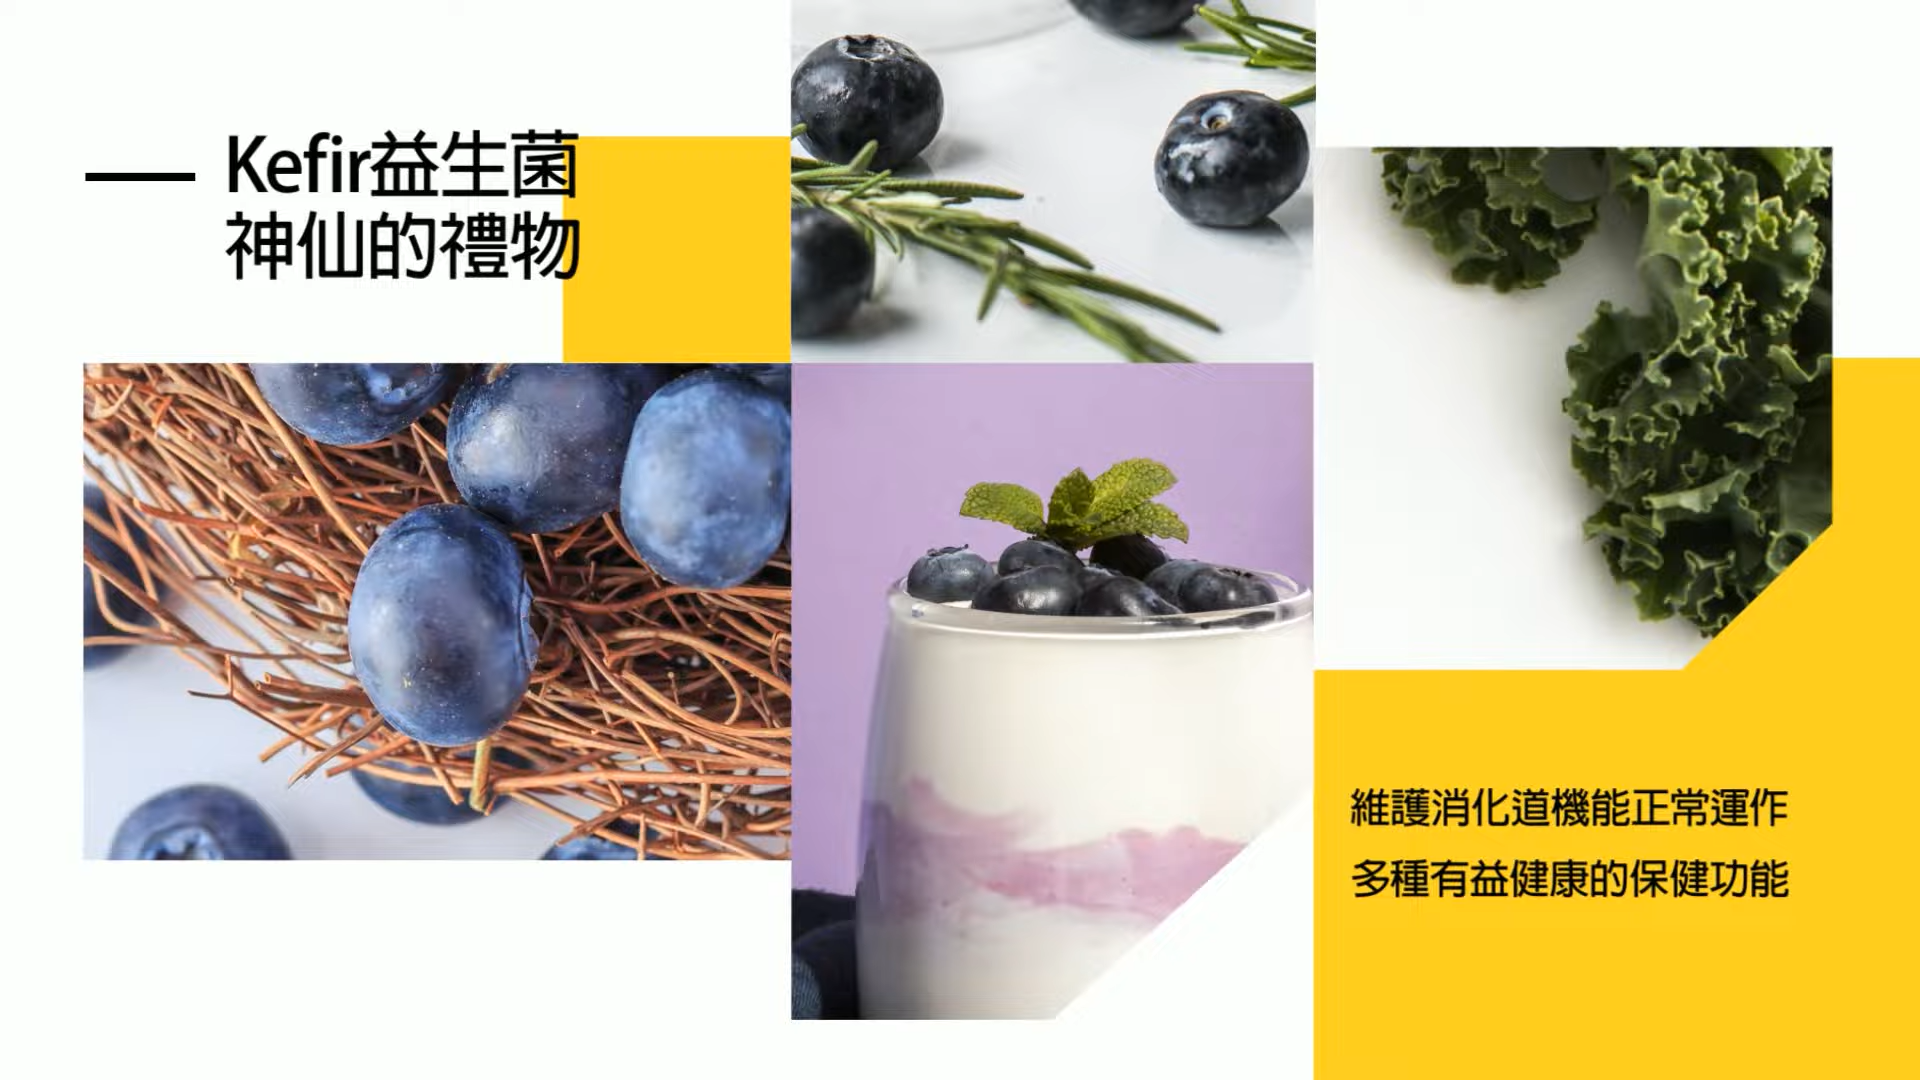 Kefir益生菌
神仙的禮物
維護消化道機能正常運作
多種有益健康的保健功能